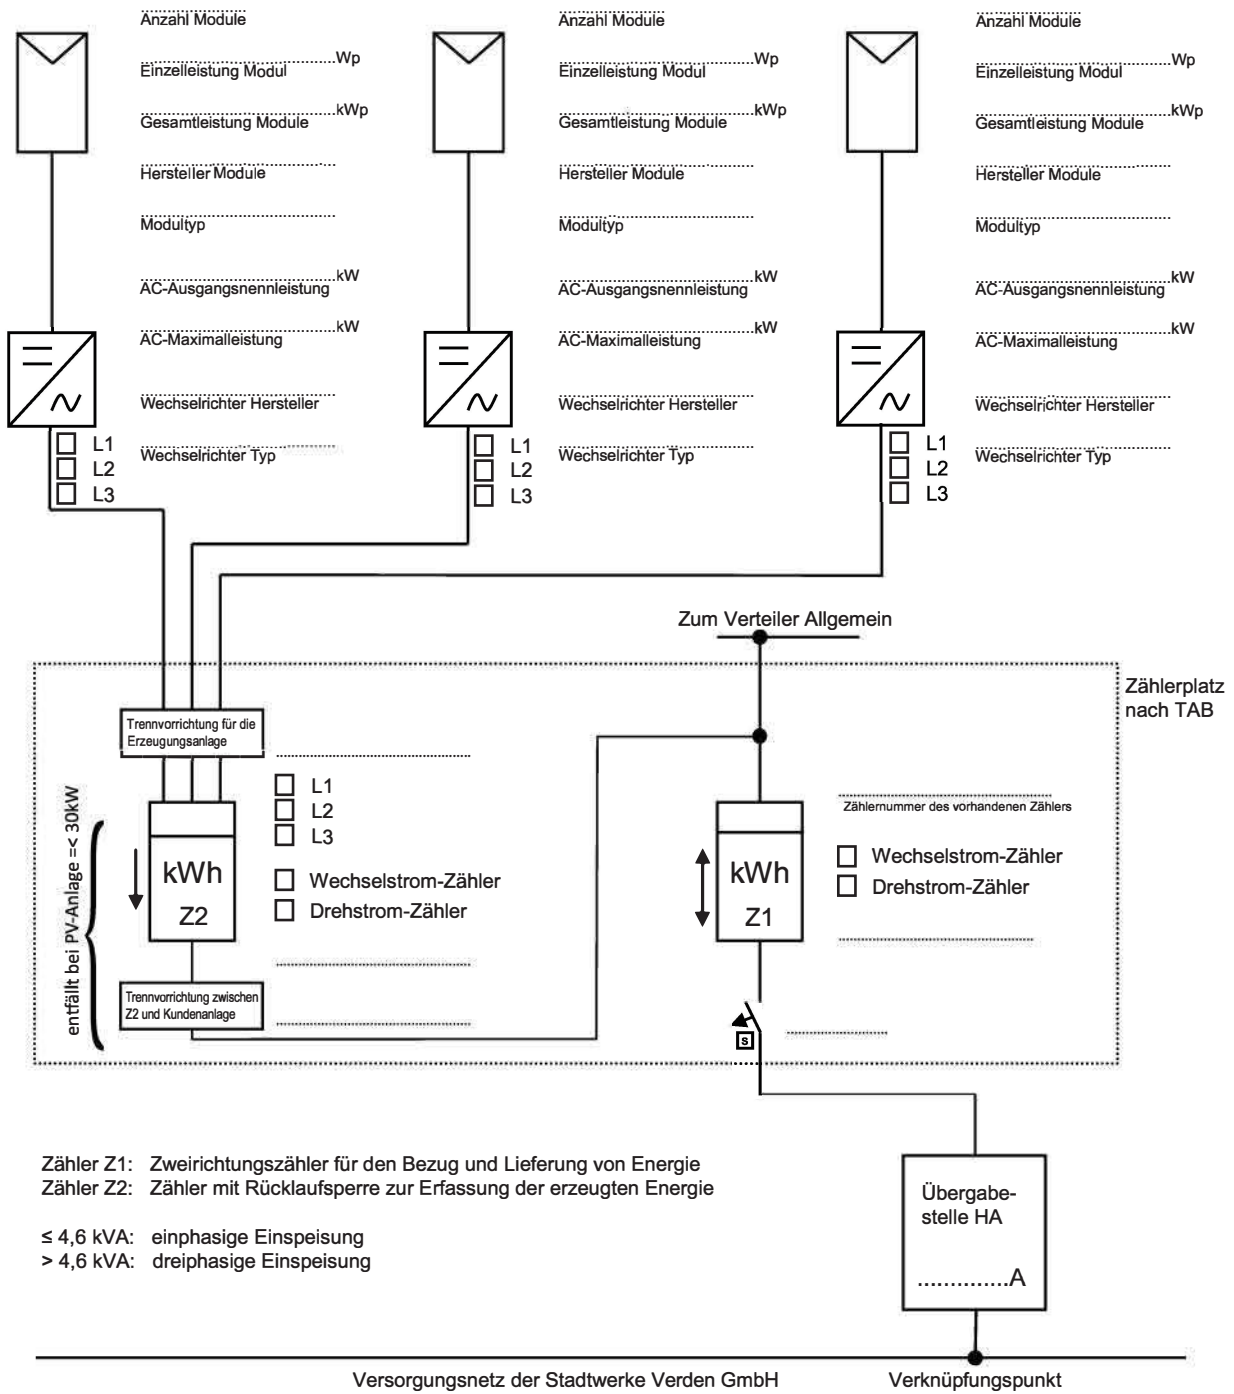 Anzahl Module
Wp
Einzelleistung Modul
kWp
Gesamtleistung Module
Hersteller Module
Modultyp
kW
AC-Ausgangsnennleistung
kW
AC-Maximalleistung
Wechselrichter Hersteller
Wechselrichter Typ
L1
L2
L3
Anzahl Module
Wp
Einzelleistung Modul
kWp
Gesamtleistung Module
Hersteller Module
Modultyp
kW
AC-Ausgangsnennleistung
kW
AC-Maximalleistung
Wechselrichter Hersteller
Wechselrichter Typ
L1
L2
L3
Anzahl Module
Wp
Einzelleistung Modul
kWp
Gesamtleistung Module
Hersteller Module
Modultyp
kW
AC-Ausgangsnennleistung
kW
AC-Maximalleistung
Wechselrichter Hersteller
Wechselrichter Typ
L1
L2
L3
Zum Verteiler Allgemein
Zählerplatz
nach TAB
Trennvorrichtung für die
Erzeugungsanlage
L1
L2
L3
entfällt bei PV-Anlage =< 30kW
kWh
Z2
Wechselstrom-Zähler
Drehstrom-Zähler
Trennvorrichtung zwischen
Z2 und Kundenanlage
kWh
Z1
Zählernummer des vorhandenen Zählers
Wechselstrom-Zähler
Drehstrom-Zähler
s
Zähler Z1: Zweirichtungszähler für den Bezug und Lieferung von Energie
Zähler Z2: Zähler mit Rücklaufsperre zur Erfassung der erzeugten Energie
≤ 4,6 kVA: einphasige Einspeisung
> 4,6 kVA: dreiphasige Einspeisung
Übergabe-
stelle HA
..............A
Versorgungsnetz der Stadtwerke Verden GmbH
Verknüpfungspunkt